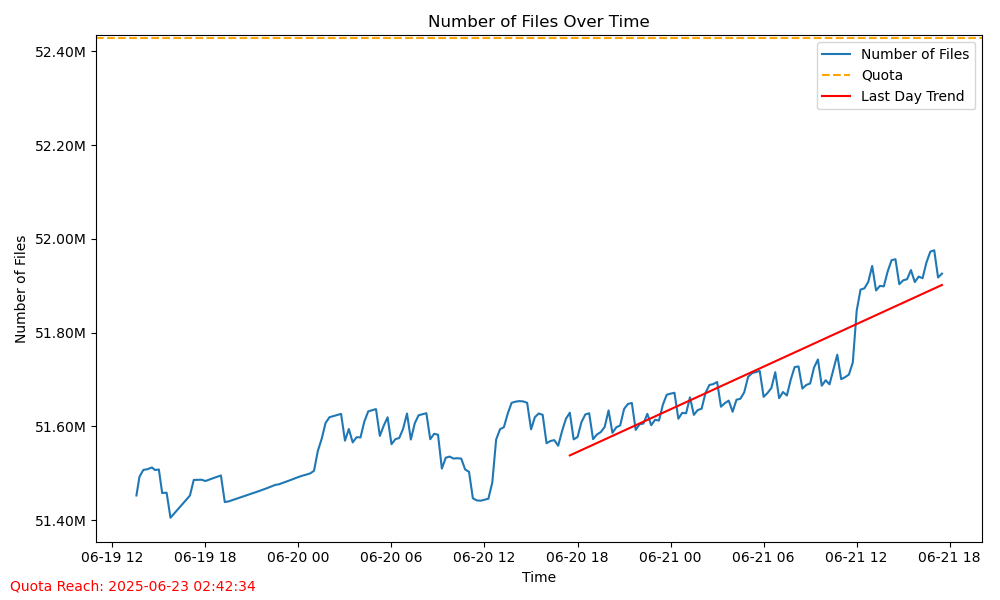 Number of Files Over Time
52.40M
52.20M
52.00M
51.80M
51.60M
51.40M
Number of Files
Number of Files
Quota
Last Day Trend
06-19 12 06-19 18 06-20 00 06-20 06 06-20 12 06-20 18 06-21 00 06-21 06 06-21 12 06-21 18
Time
Quota Reach: 2025-06-23 02:42:34